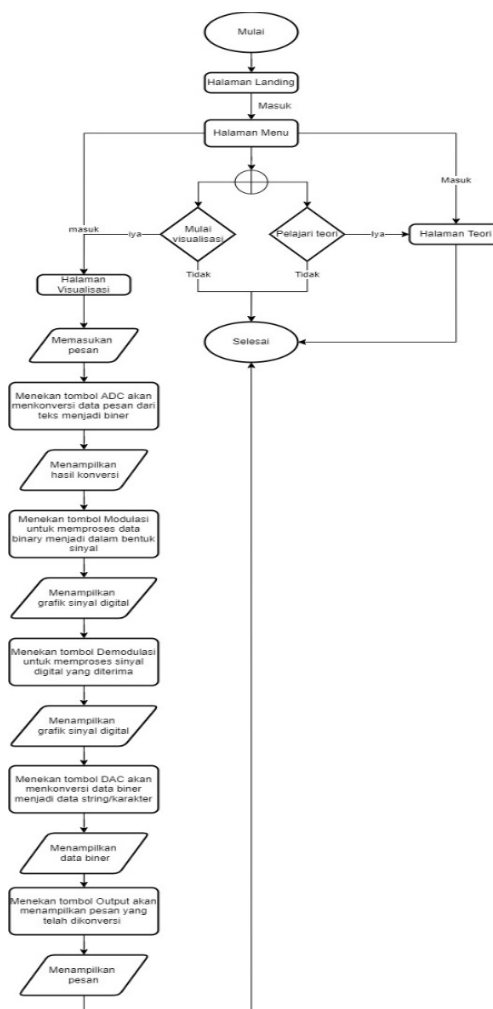 Mulai
Halaman Landing
Masuk
Halaman Menu
masuk
iya
Mulai
visualisasi
Pelajari teori
Iya
Masuk
Halaman Teori
Tidak
Tidak
Halaman
Visualisasi
Selesai
Memasukan
pesan
Menekan tombol ADC akan
menkonversi data pesan dari
teks menjadi biner
Menampilkan
hasil konversi
Menekan tombol Modulasi
untuk memproses data
binary menjadi dalam bentuk
sinyal
Menampilkan
grafik sinyal digital
Menekan tombol Demodulasi
untuk memproses sinyal
digital yang diterima
Menampilkan
grafik sinyal digital
Menekan tombol DAC akan
menkonversi data biner
menjadi data string/karakter
Menampilkan
data biner
Menekan tombol Output akan
menampilkan pesan yang
telah dikonversi
Menampilkan
pesan